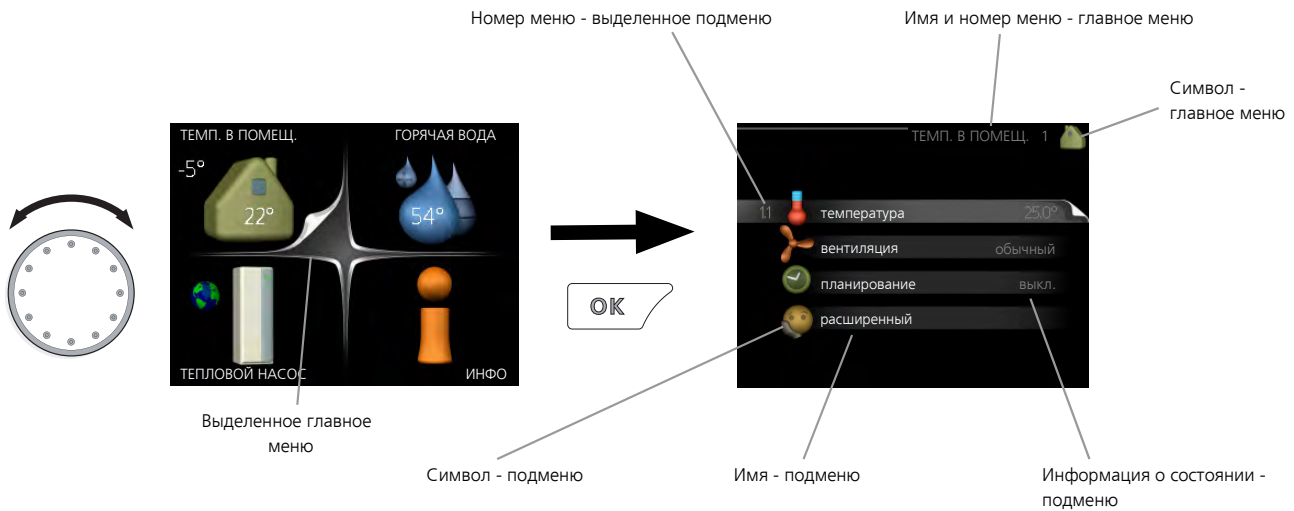 Номер меню - выделенное подменю
Имя и номер меню - главное меню
Символ -
главное меню
ТЕМП. В ПОМЕЩ.
ГОРЯЧАЯ ВОДА
-5°
22°
54°
ТЕПЛОВОЙ НАСОС
ИНФО
OK
ТЕМП. В ПОМЕЩ. 1
1.1 температура 25.0°
вентиляция обычный
планирование выкл.
расширенный
Выделенное главное
меню
Символ - подменю
Имя - подменю
Информация о состоянии -
подменю